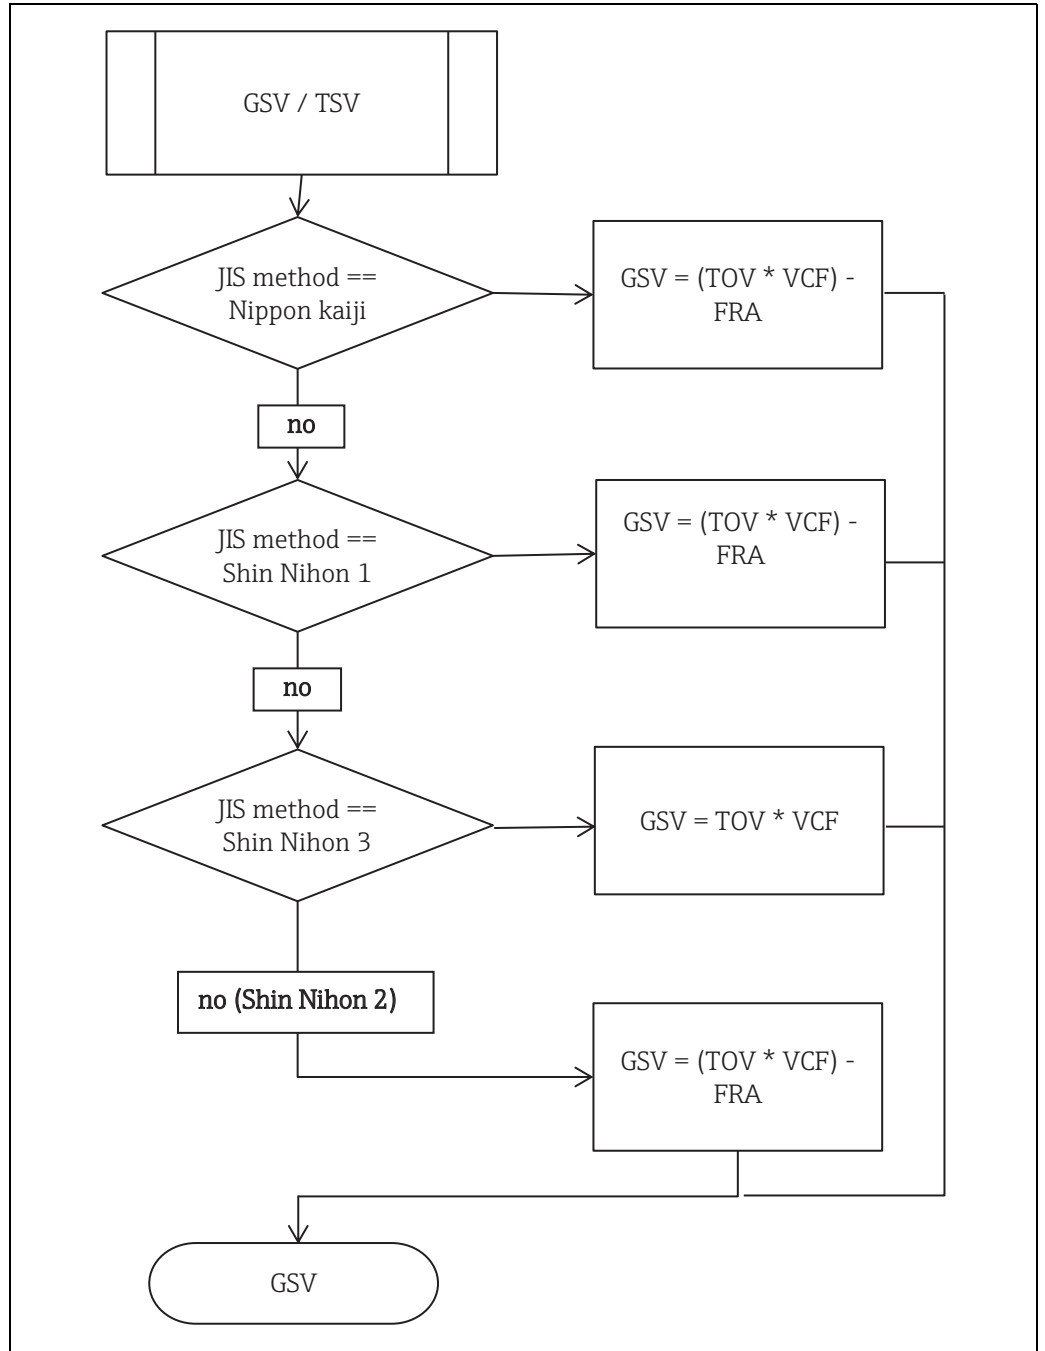 GSV / TSV
JIS method ==
Nippon kaiji
GSV = (TOV * VCF) -
FRA
no
JIS method ==
Shin Nihon 1
GSV = (TOV * VCF) -
FRA
no
JIS method ==
Shin Nihon 3
GSV = TOV * VCF
no (Shin Nihon 2)
GSV = (TOV * VCF) -
FRA
GSV